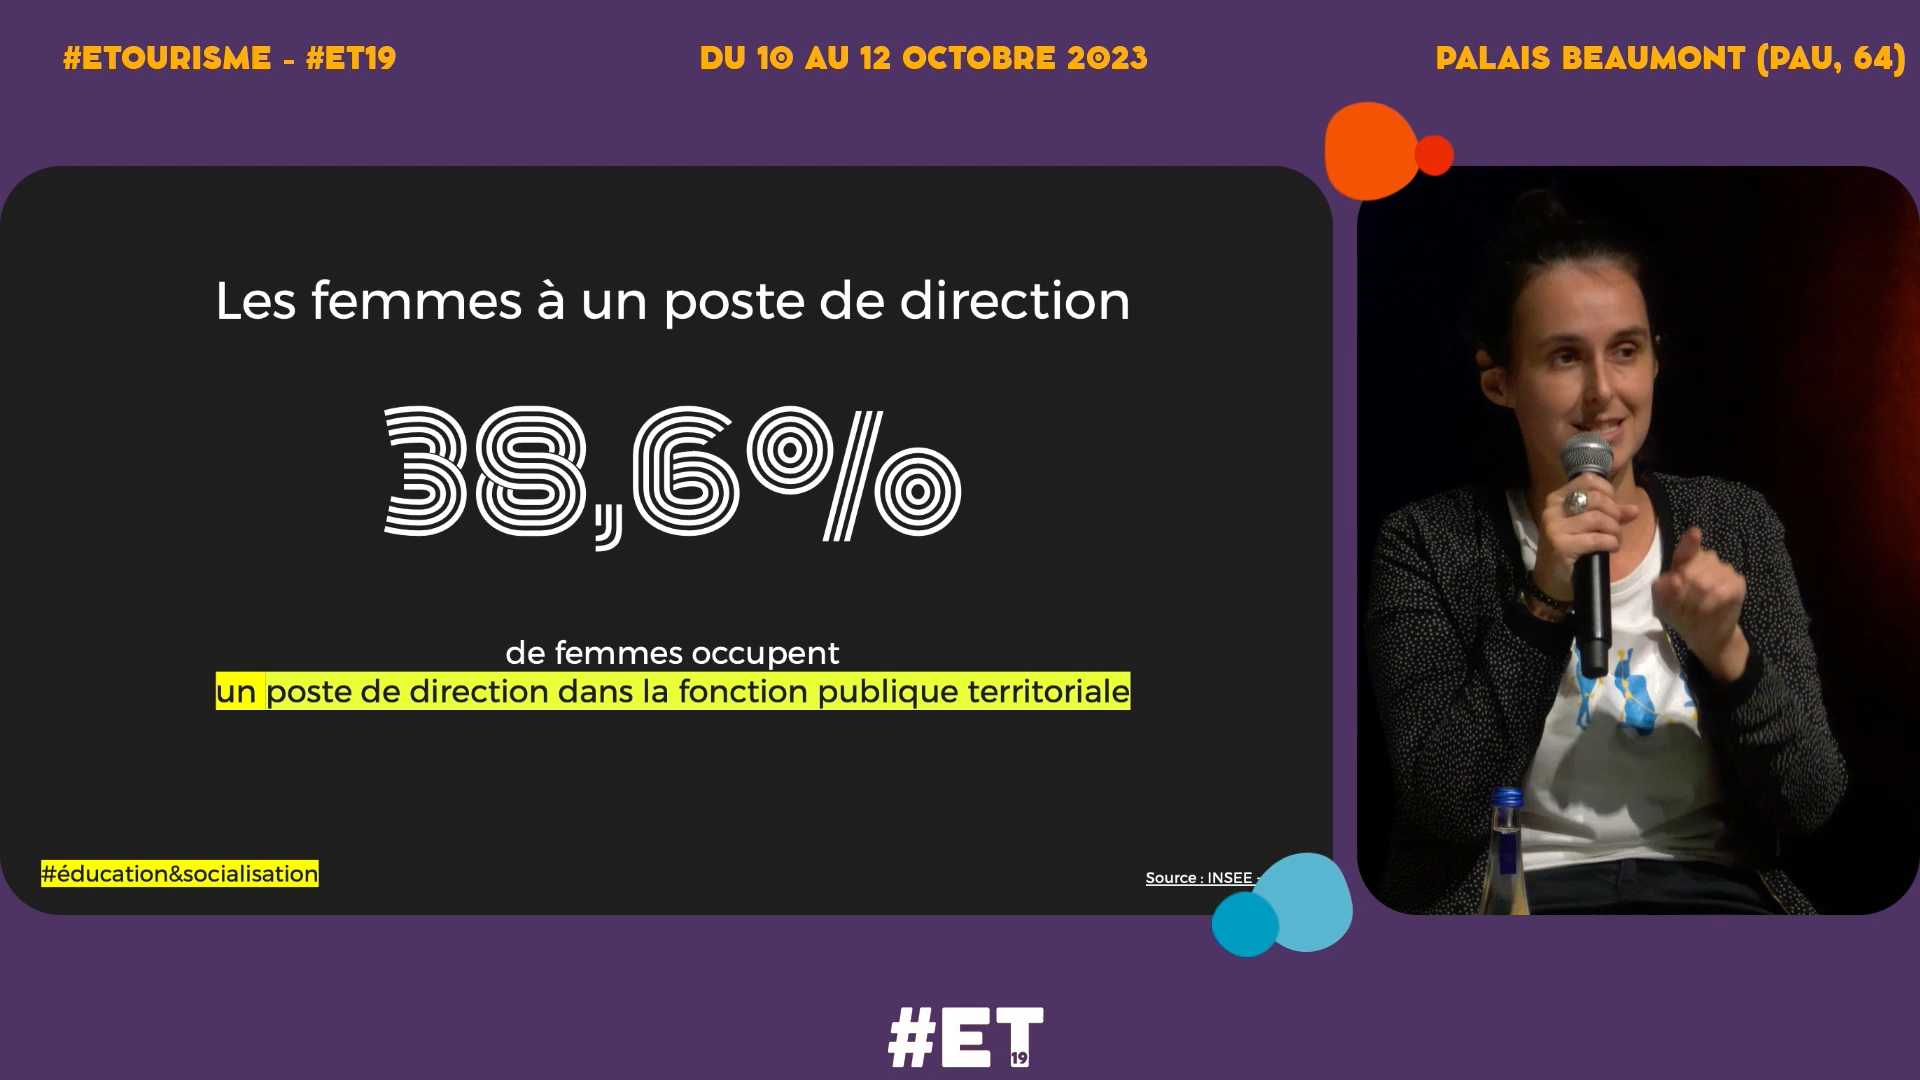 #ETOURISME - #ET19
DU 10 AU 12 OCTOBRE 2023
PALAIS BEAUMONT (PAU, 64)
Les femmes à un poste de direction
38,6%
de femmes occupent
un poste de direction dans la fonction publique territoriale
#éducation&socialisation
Source : INSEE -
#ET
19